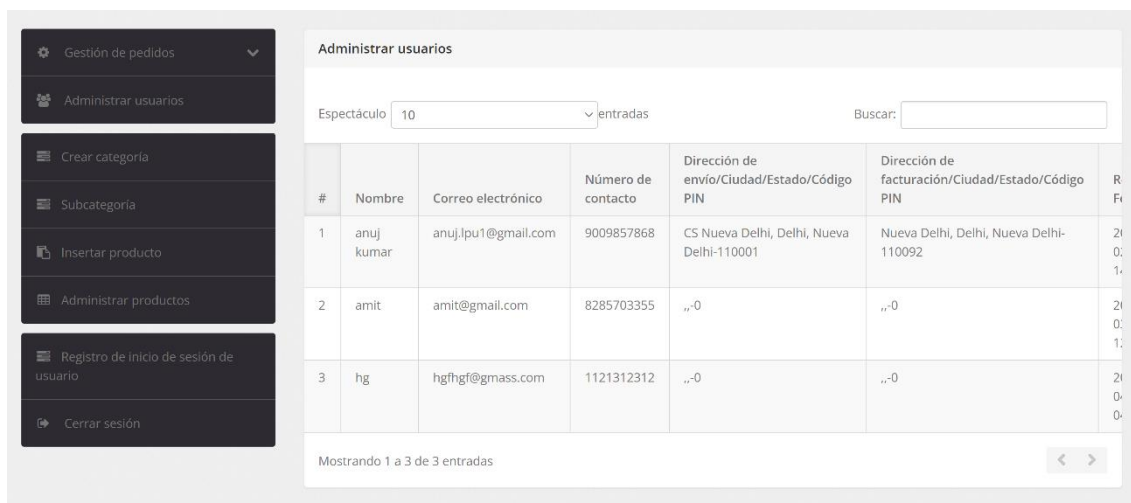 Gestión de pedidos
Administrar usuarios
Crear categoría
Subcategoría
Insertar producto
Administrar productos
Registro de inicio de sesión de
usuario
Cerrar sesión
Administrar usuarios
Espectáculo 10 entradas Buscar:
# Nombre Correo electrónico Número de contacto Dirección de envío/Ciudad/Estado/Código PIN Dirección de facturación/Ciudad/Estado/Código PIN
1 anuj kumar anuj.lpu1@gmail.com 9009857868 CS Nueva Delhi, Delhi, Nueva Delhi-110001 Nueva Delhi, Delhi, Nueva Delhi-110092
2 amit amit@gmail.com 8285703355 ,,-0 ,,-0
3 hg hgfhgf@gmass.com 1121312312 ,,-0 ,,-0
Mostrando 1 a 3 de 3 entradas